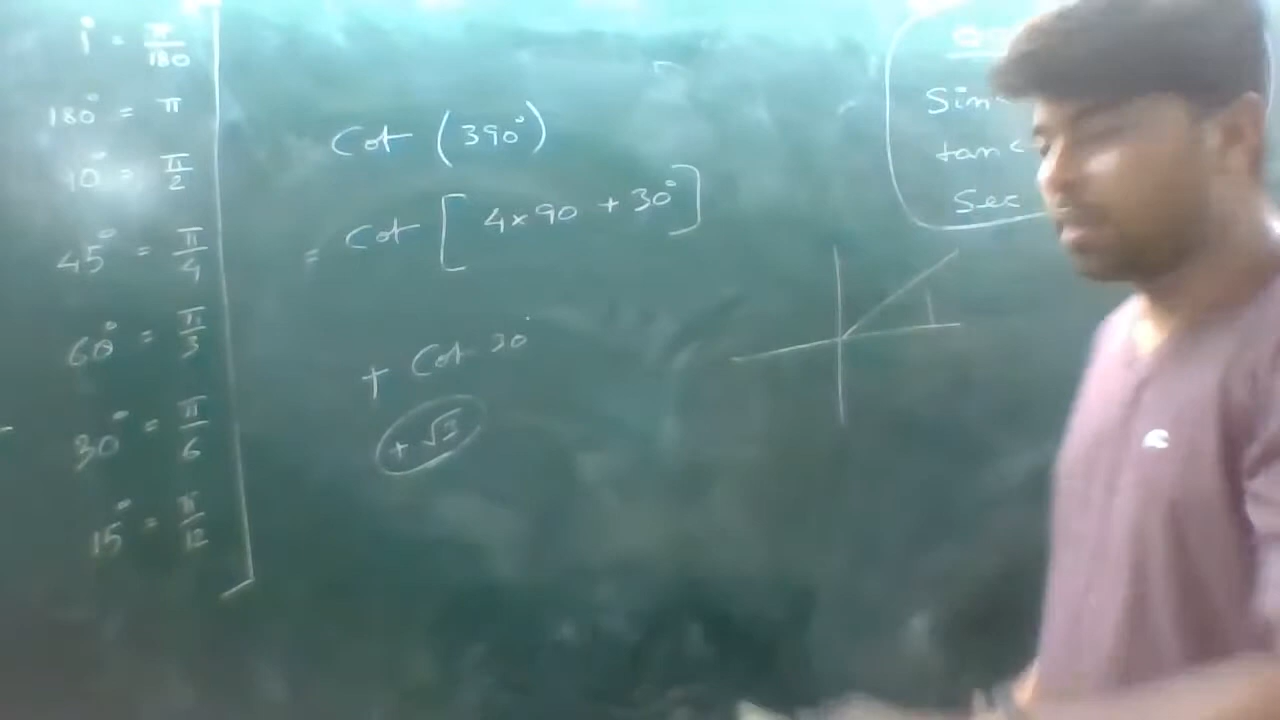 1° = π/180
180° = π
90° = π/2
45° = π/4
60° = π/3
30° = π/6
15° = π/12
Cot (390°)
= Cot [4×90 + 30°]
+ Cot 30°
+ √3
Sin
tan
Sec